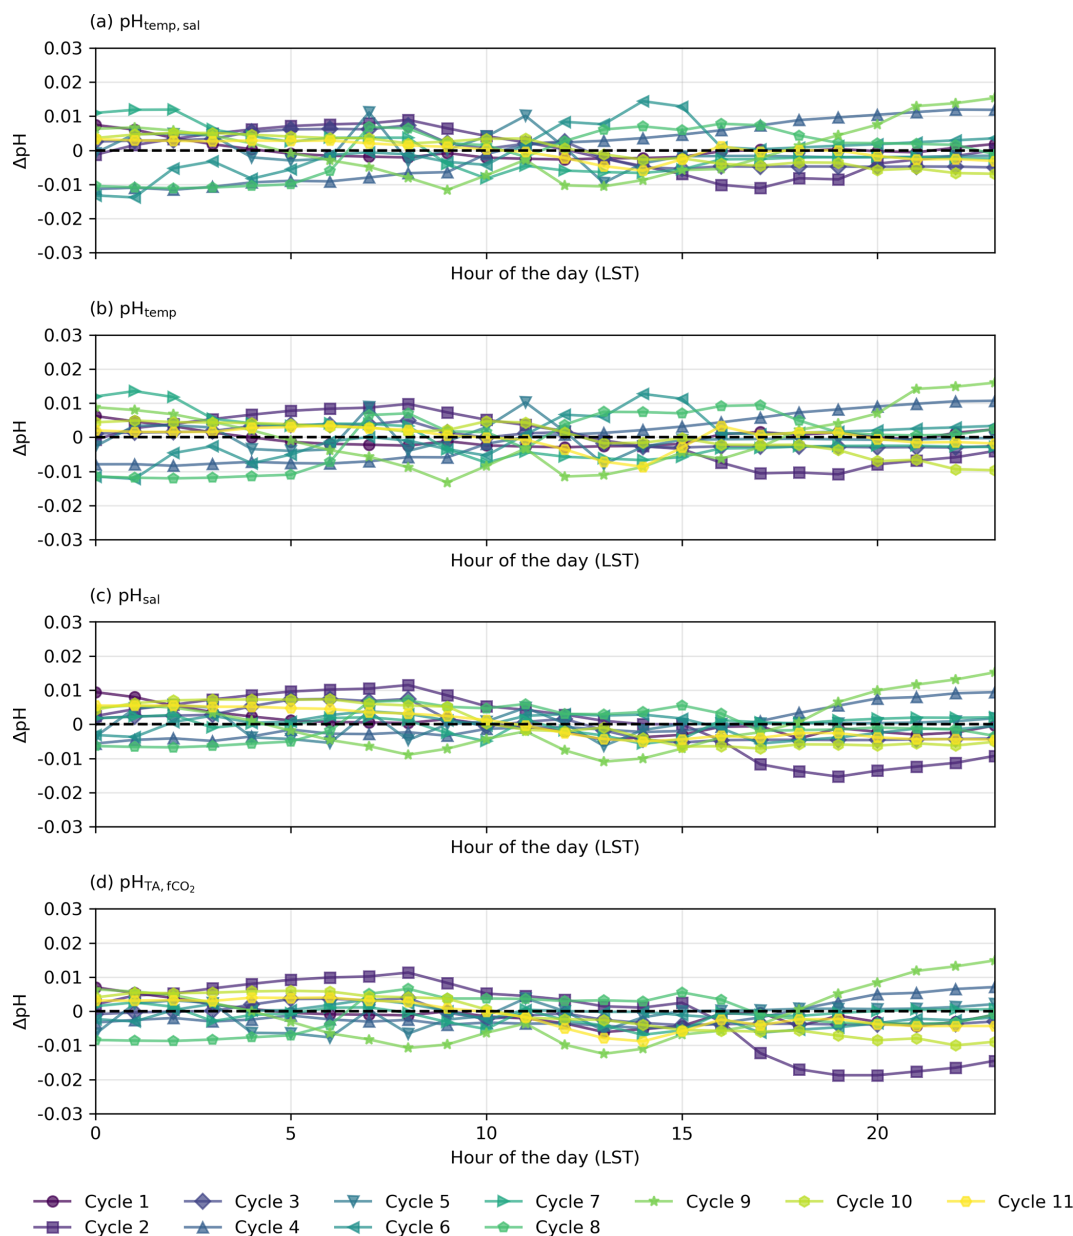 (a) pHtemp, sal
0.03
0.02
0.01
0
-0.01
-0.02
-0.03
ΔpH
Hour of the day (LST)
(b) pHtemp
0.03
0.02
0.01
0
-0.01
-0.02
-0.03
ΔpH
Hour of the day (LST)
(c) pHsal
0.03
0.02
0.01
0
-0.01
-0.02
-0.03
ΔpH
Hour of the day (LST)
(d) pHTA, fCO2
0.03
0.02
0.01
0
-0.01
-0.02
-0.03
ΔpH
0 5 10 15 20
Hour of the day (LST)
Cycle 1 Cycle 3 Cycle 5 Cycle 7 Cycle 9 Cycle 10 Cycle 11
Cycle 2 Cycle 4 Cycle 6 Cycle 8